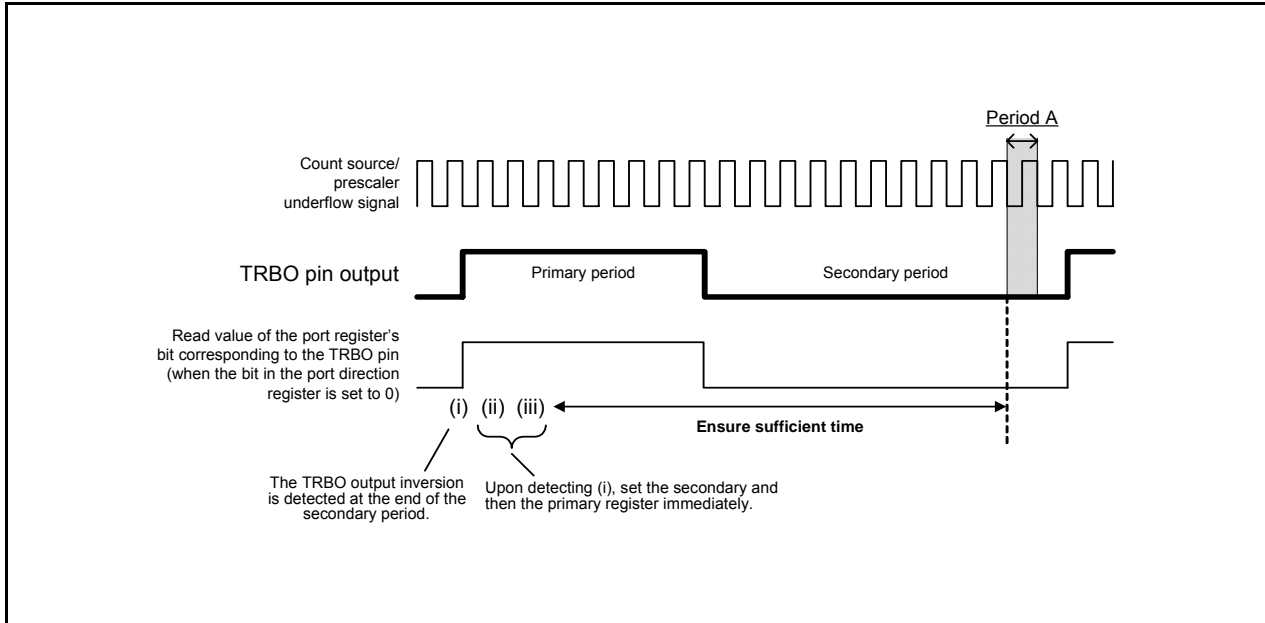 Period A
Count source/
prescaler
underflow signal
TRBO pin output
Primary period
Secondary period
Read value of the port register's
bit corresponding to the TRBO pin
(when the bit in the port direction
register is set to 0)
(i) (ii) (iii)
Ensure sufficient time
The TRBO output inversion
is detected at the end of the
secondary period.
Upon detecting (i), set the secondary and
then the primary register immediately.